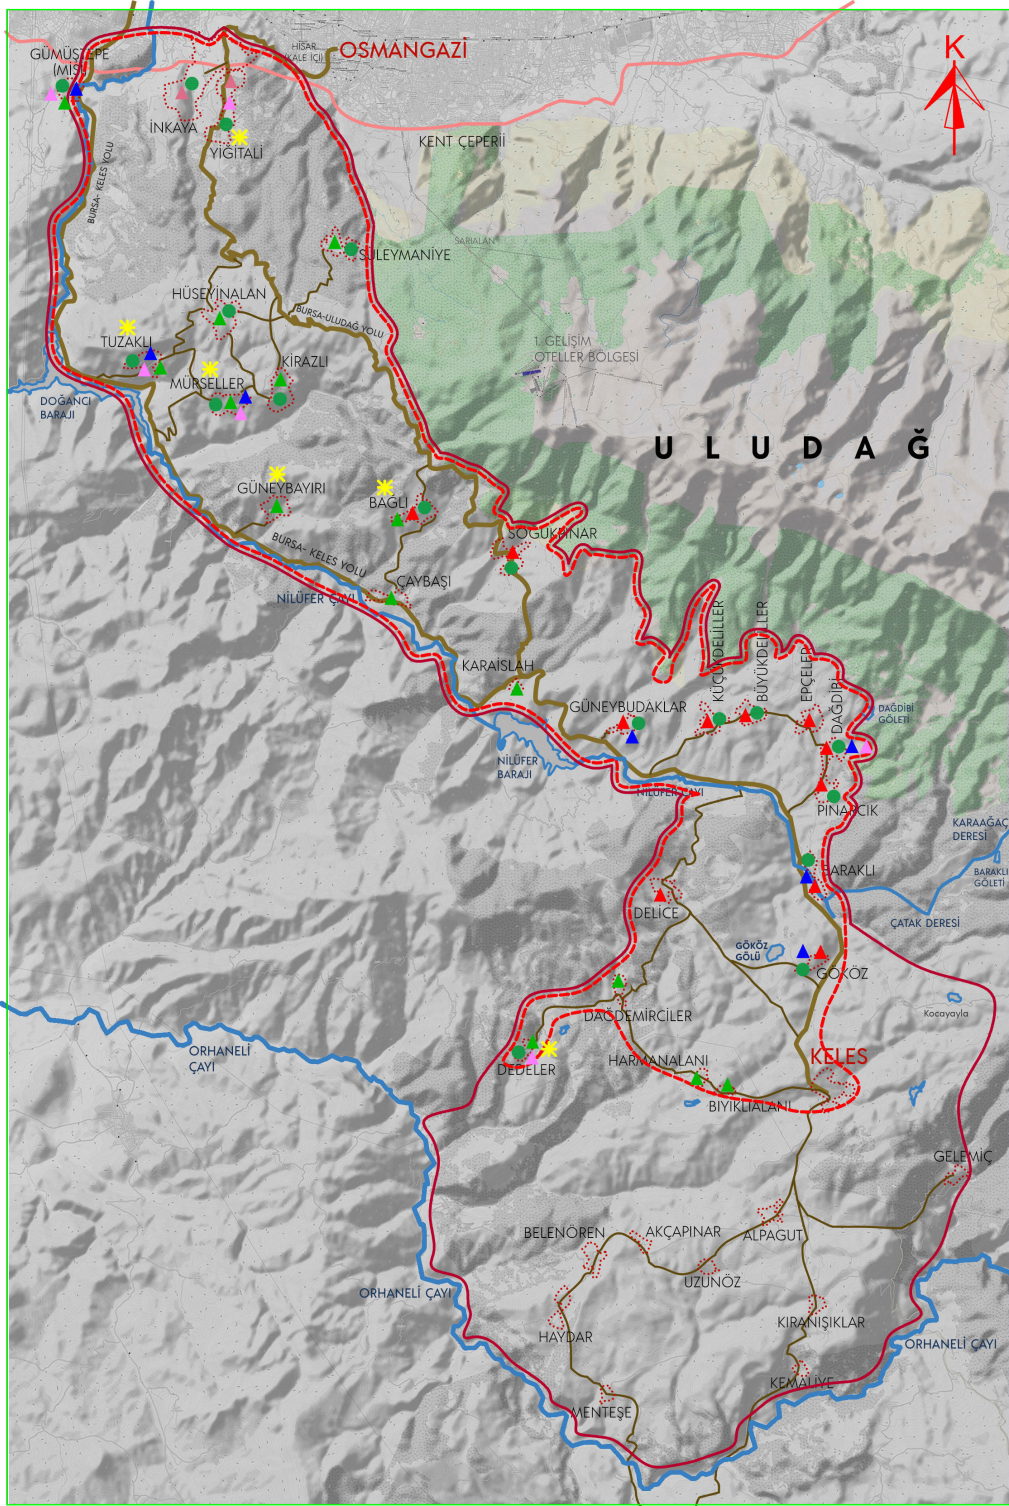 K
HİSAR
(KALE İÇİ)
OSMANGAZİ
GÜMÜŞTEPE
(MİSİ)
İNKAYA
YİĞİTALİ
KENT ÇEPERİİ
BURSA- KELES YOLU
SARIALAN
SÜLEYMANİYE
HÜSEYİNALAN
BURSA-ULUDAĞ YOLU
TUZAKLI
1. GELİŞİM
OTELLER BÖLGESİ
KİRAZLI
MÜRSELLER
DOĞANCI
BARAJI
U L U D A Ğ
GÜNEYBAYIRI
BAĞLI
SOĞUKPINAR
BURSA- KELES YOLU
ÇAYBAŞI
NİLÜFER ÇAYI
KÜÇÜKDELİLLER
BÜYÜKDELİLLER
EPÇELER
DAĞDİBİ
KARAİSLAH
GÜNEYBUDAKLAR
DAĞDİBİ
GÖLETİ
NİLÜFER
BARAJI
NİLÜFER ÇAYI
PINARCIK
KARAAĞAÇ
DERESİ
BARAKLI
BARAKLI
GÖLETİ
DELİCE
ÇATAK DERESİ
GÖKÖZ
GÖLÜ
GÖKÖZ
DAĞDEMİRCİLER
Kocayayla
ORHANELİ
ÇAYI
DEDELER
HARMANALANI
KELES
BIYIKLIALANI
GELEMİÇ
BELENÖREN
AKÇAPINAR
ALPAGUT
UZUNÖZ
ORHANELİ ÇAYI
HAYDAR
KIRANIŞIKLAR
ORHANELİ ÇAYI
KEMALİYE
MENTEŞE